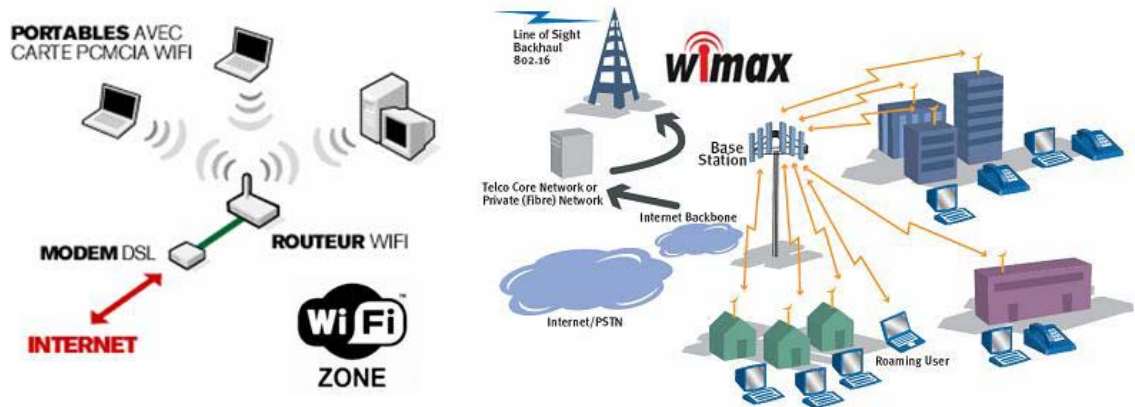 PORTABLES AVEC
CARTE PCMCIA WIFI
MODEM DSL
ROUTEUR WIFI
INTERNET
Wi Fi™
ZONE
Line of Sight
Backhaul
802.16
wimax
Base
Station
Telco Core Network or
Private (Fibre) Network
Internet Backbone
Internet/PSTN
Roaming User